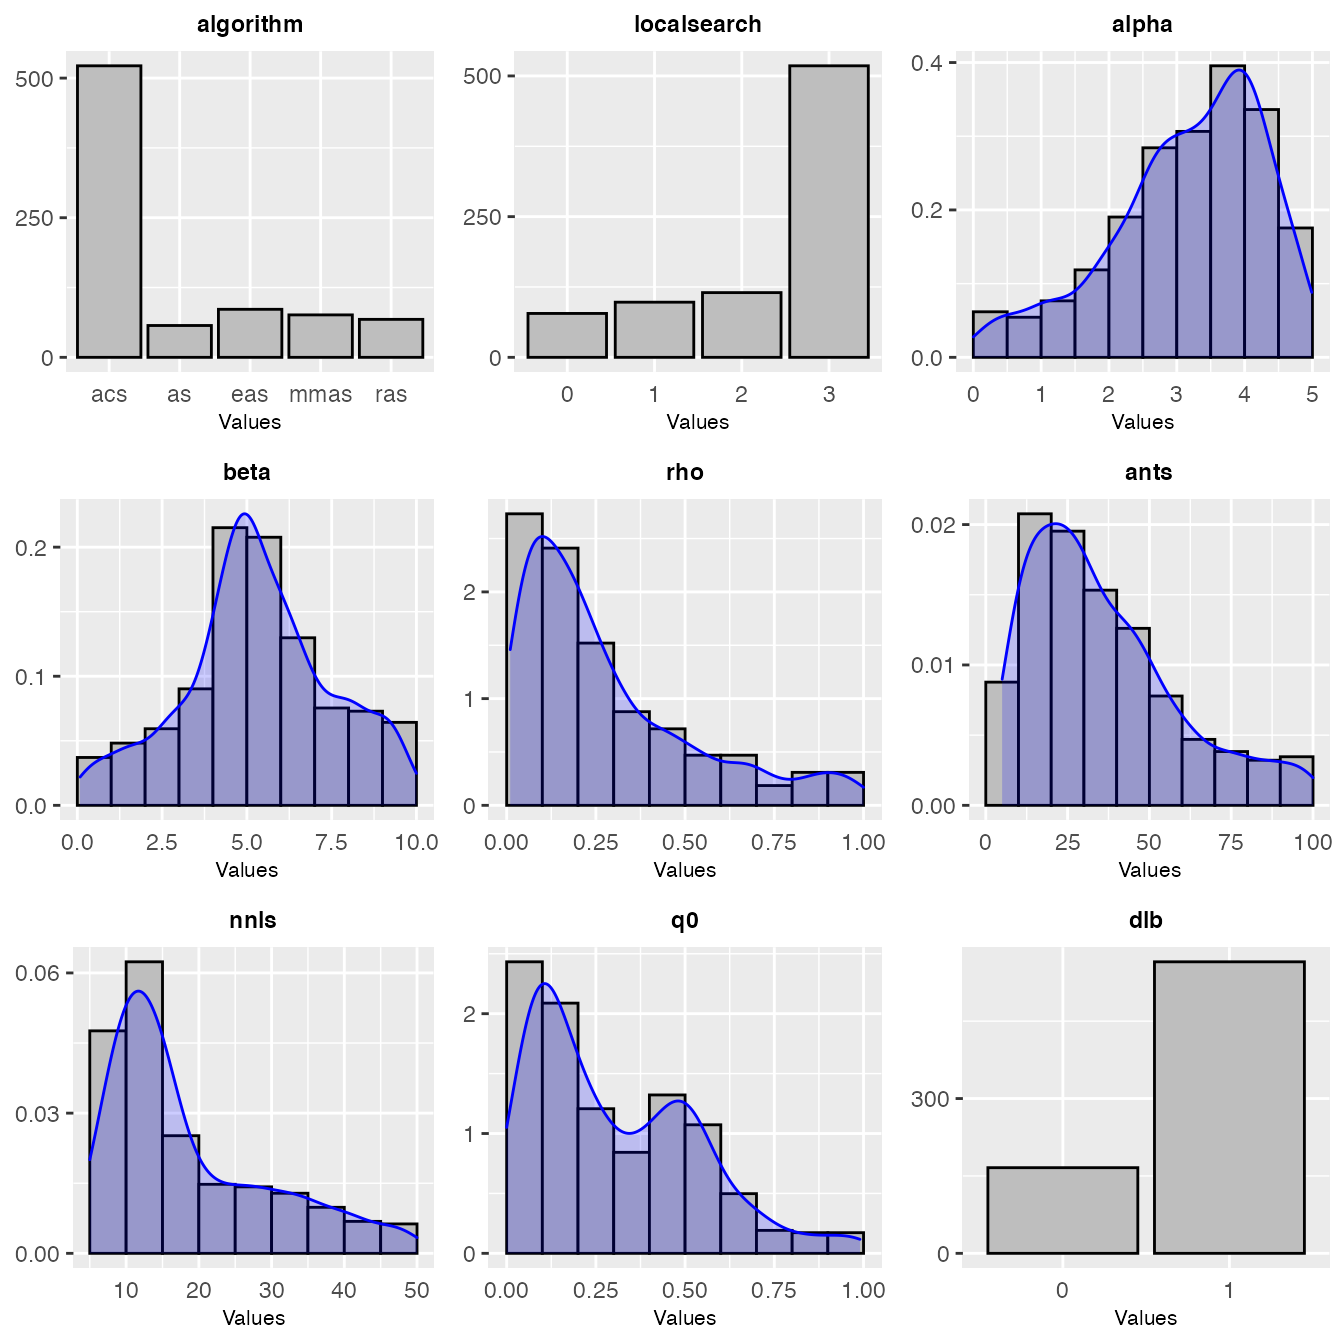 algorithm
500
250
0
acs as eas mmas ras
Values
localsearch
500
250
0
0 1 2 3
Values
alpha
0.4
0.2
0.0
0 1 2 3 4 5
Values
beta
0.2
0.1
0.0
0.0 2.5 5.0 7.5 10.0
Values
rho
2
1
0
0.00 0.25 0.50 0.75 1.00
Values
ants
0.02
0.01
0.00
0 25 50 75 100
Values
nnls
0.06
0.03
0.00
10 20 30 40 50
Values
q0
2
1
0
0.00 0.25 0.50 0.75 1.00
Values
dlb
300
0
0 1
Values